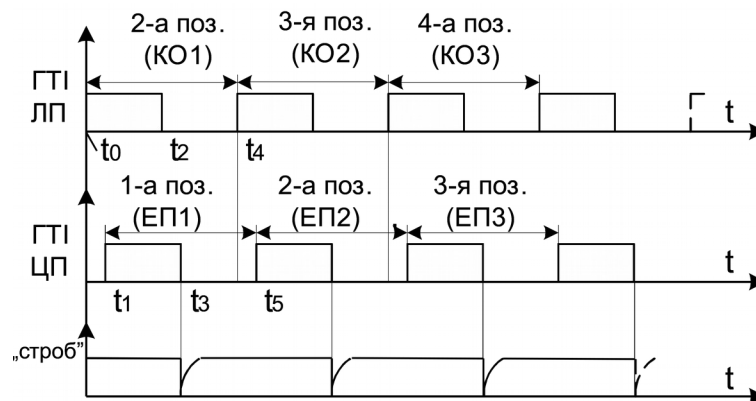 2-а поз. 3-я поз. 4-а поз.
(КО1) (КО2) (КО3)
ГТІ
ЛП
t
t0 t2 t4
1-а поз. 2-а поз. 3-я поз.
(ЕП1) (ЕП2) (ЕП3)
ГТІ
ЦП
t
t1 t3 t5
„строб”
t